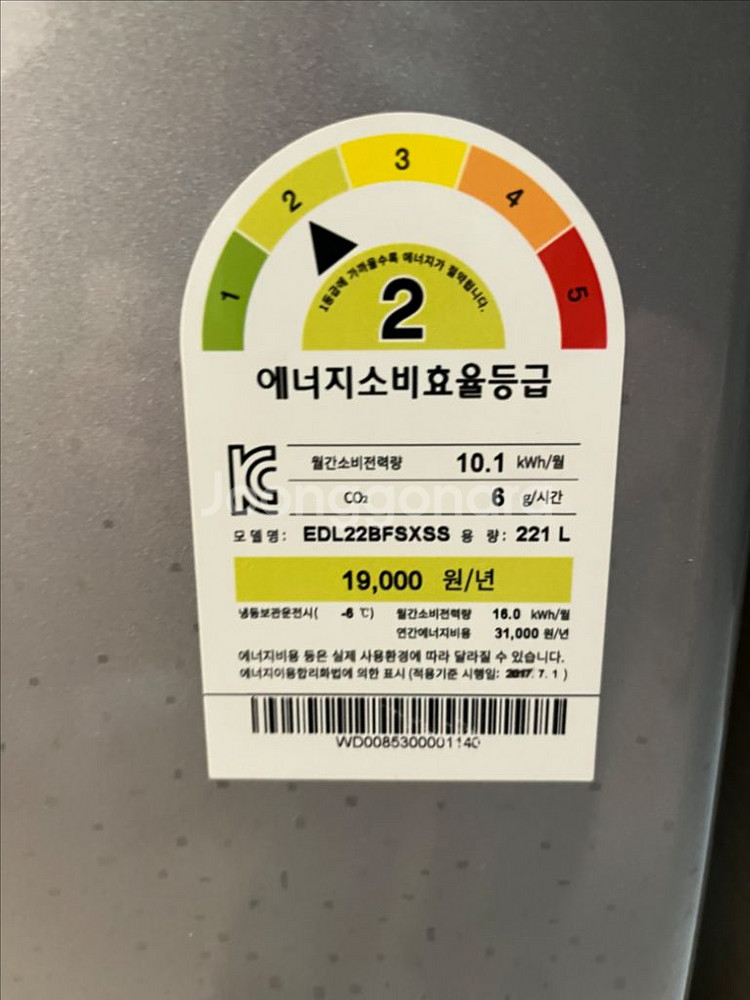 1 2 3 4 5
1등급에 가까울수록 에너지가 절약됩니다.
2
에너지소비효율등급
월간소비전력량 10.1 kWh/월
CO₂ 6 g/시간
Joonggonara
모델명: EDL22BFSXSS 용 량: 221 L
19,000 원/년
냉동보관운전시( -6 ℃) 월간소비전력량 16.0 kWh/월
연간에너지비용 31,000 원/년
에너지비용 등은 실제 사용환경에 따라 달라질 수 있습니다.
에너지이용합리화법에 의한 표시 (적용기준 시행일: 2017. 7. 1 )
WD0085300001140